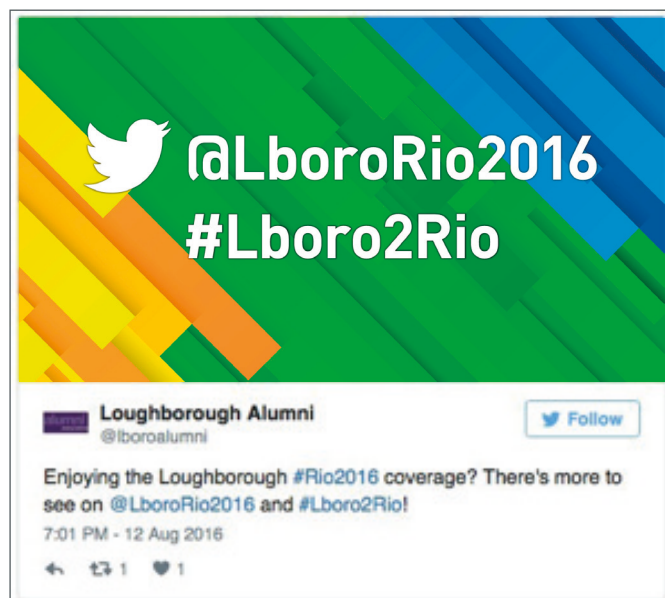 @LboroRio2016
#Lboro2Rio
alumni
Loughborough Alumni
@lboroalumni
Follow
Enjoying the Loughborough #Rio2016 coverage? There's more to
see on @LboroRio2016 and #Lboro2Rio!
7:01 PM - 12 Aug 2016
1
1